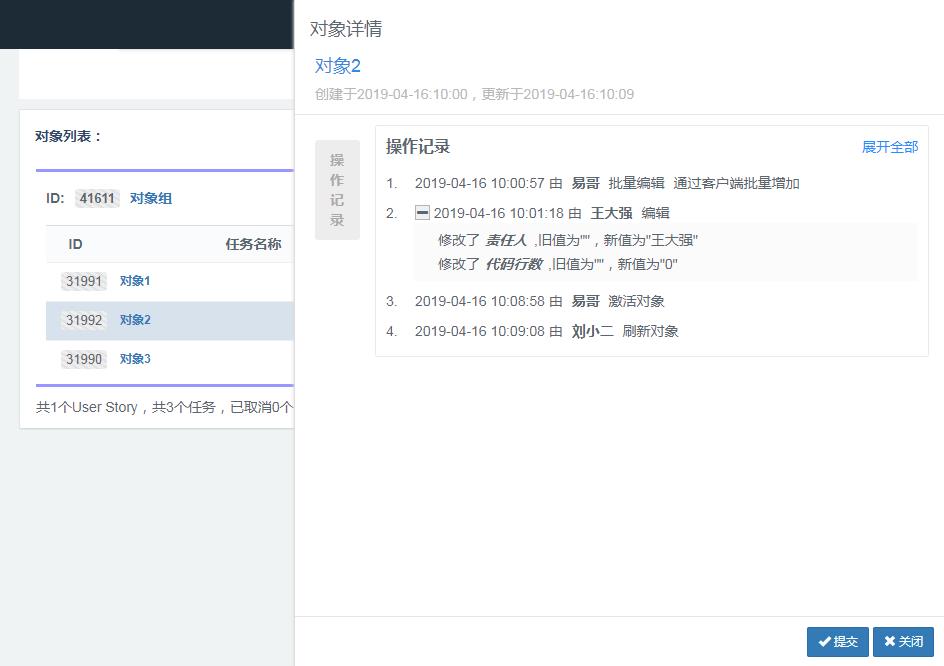 对象详情
对象2
创建于2019-04-16:10:00，更新于2019-04-16:10:09
对象列表：
ID: 41611 对象组
ID 任务名称
31991 对象1
31992 对象2
31990 对象3
共1个User Story，共3个任务，已取消0个
操作记录
操作记录 展开全部
1. 2019-04-16 10:00:57 由 易哥 批量编辑 通过客户端批量增加
2. 2019-04-16 10:01:18 由 王大强 编辑
修改了 责任人 ,旧值为""，新值为"王大强"
修改了 代码行数 ,旧值为""，新值为"0"
3. 2019-04-16 10:08:58 由 易哥 激活对象
4. 2019-04-16 10:09:08 由 刘小二 刷新对象
提交 关闭